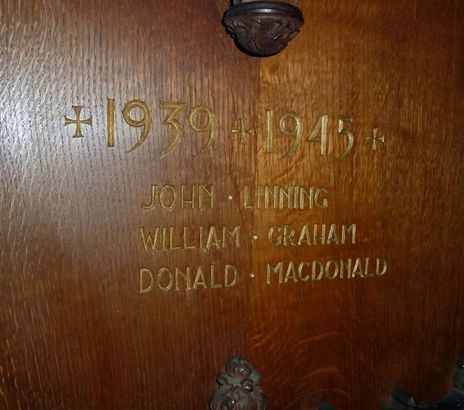 ✠ 1939 ✠ 1945 ✠
JOHN · LINNING
WILLIAM · GRAHAM
DONALD · MACDONALD